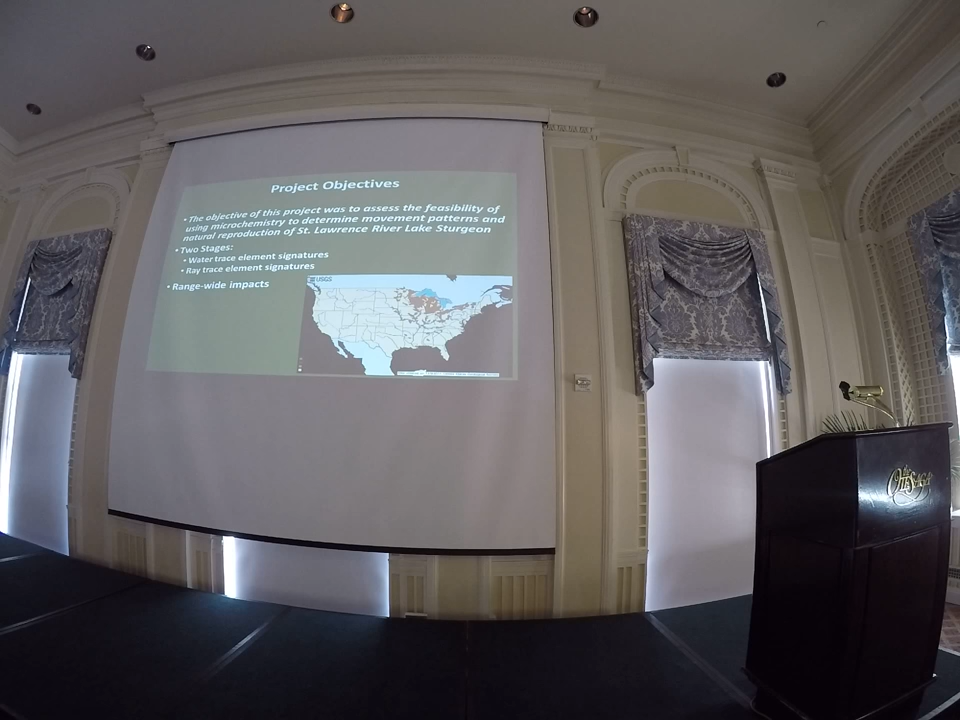 Project Objectives
• The objective of this project was to assess the feasibility of
using microchemistry to determine movement patterns and
natural reproduction of St. Lawrence River Lake Sturgeon
• Two Stages:
• Water trace element signatures
• Ray trace element signatures
• Range-wide impacts
USGS
the
OTESAGA